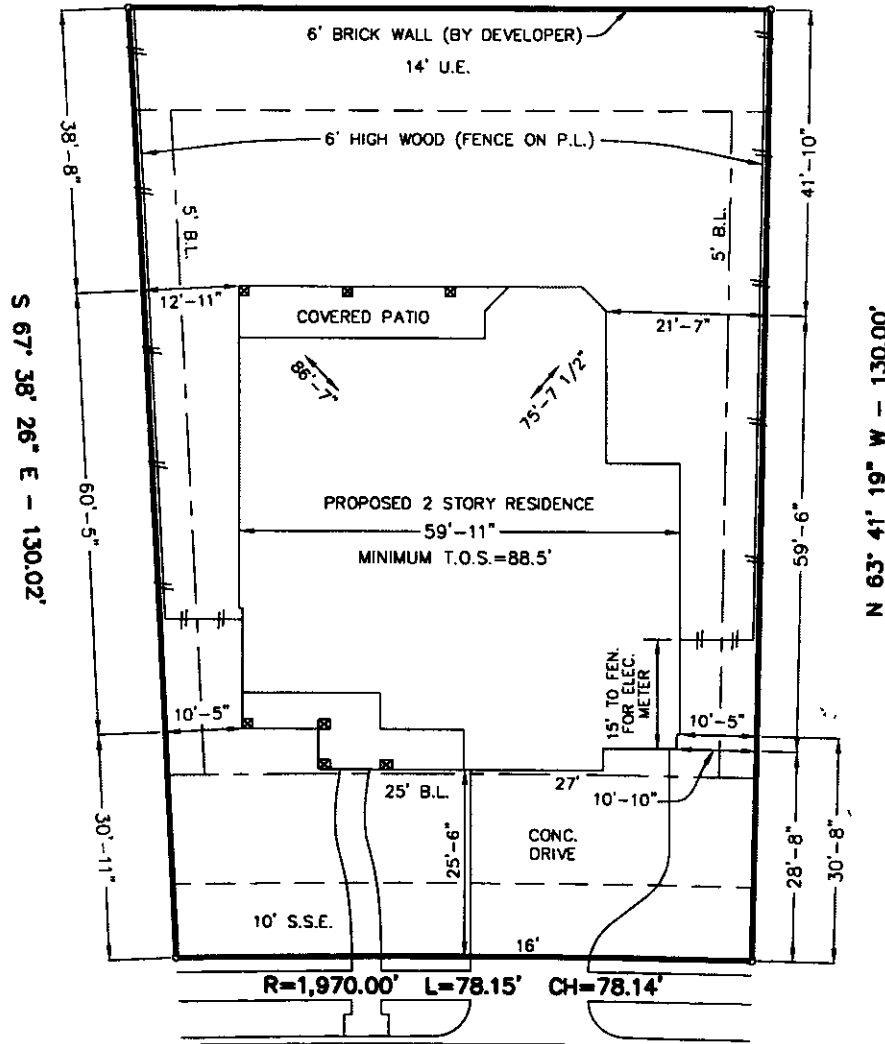 6' BRICK WALL (BY DEVELOPER)
14' U.E.
38'-8"
6' HIGH WOOD (FENCE ON P.L.)
41'-10"
5' B.L.
5' B.L.
12'-11"
COVERED PATIO
21'-7"
S 67° 38' 26" E - 130.02'
N 63° 41' 19" W - 130.00'
86'-7"
75'-7 1/2"
60'-5"
PROPOSED 2 STORY RESIDENCE
59'-11"
59'-6"
MINIMUM T.O.S.=88.5'
15' TO FEN.
FOR ELEC.
METER
10'-5"
10'-5"
25' B.L.
27'
10'-10"
30'-11"
25'-6"
CONC.
DRIVE
28'-8"
30'-8"
10' S.S.E.
16'
R=1,970.00' L=78.15' CH=78.14'